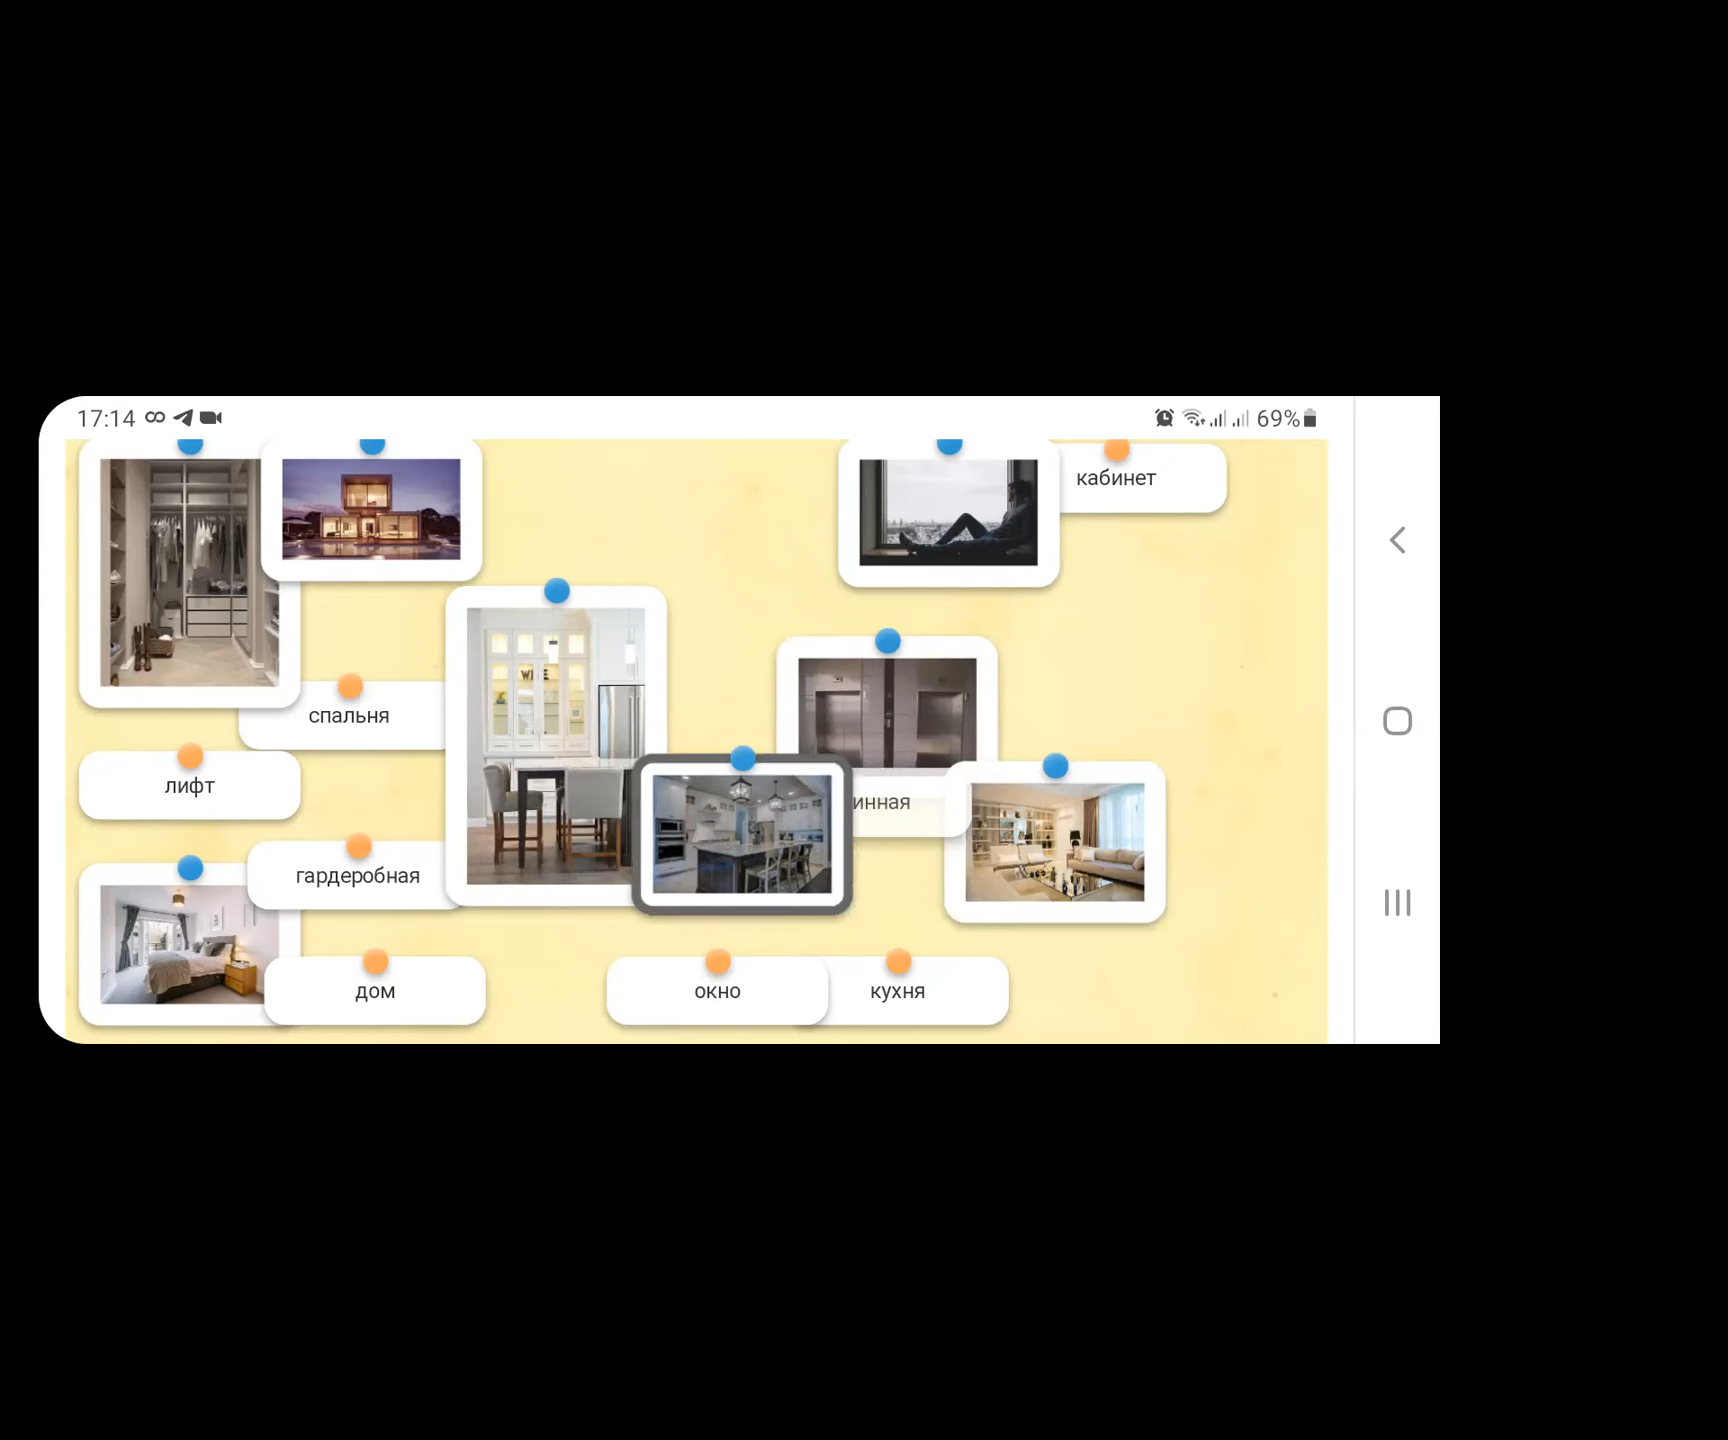 17:14
69%
кабинет
спальня
лифт
инная
гардеробная
дом
окно
кухня